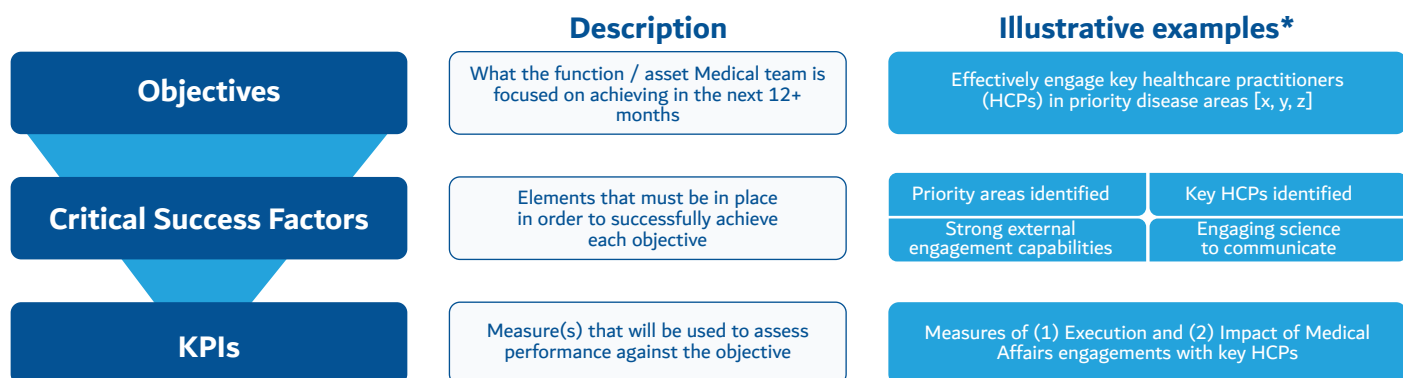 Description
Illustrative examples*
Objectives
What the function / asset Medical team is
focused on achieving in the next 12+
months
Effectively engage key healthcare practitioners
(HCPs) in priority disease areas [x, y, z]
Critical Success Factors
Elements that must be in place
in order to successfully achieve
each objective
Priority areas identified
Key HCPs identified
Strong external
engagement capabilities
Engaging science
to communicate
KPIs
Measure(s) that will be used to assess
performance against the objective
Measures of (1) Execution and (2) Impact of Medical
Affairs engagements with key HCPs